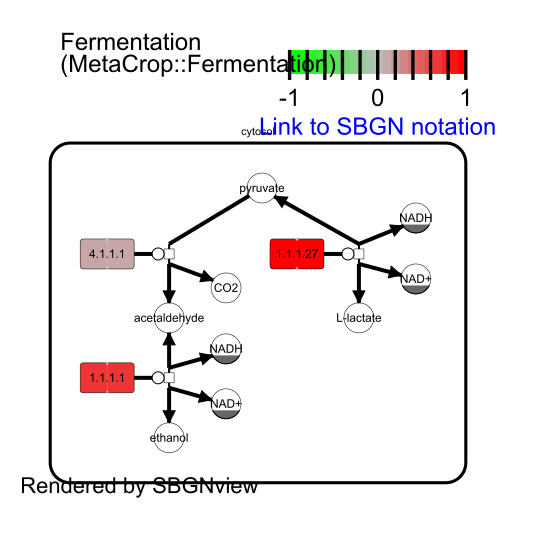 Fermentation
(MetaCrop::Fermentation)
-1 0 1
Link to SBGN notation
cytosol
pyruvate
NADH
4.1.1.1
1.1.1.27
CO2
NAD+
acetaldehyde
L-lactate
NADH
1.1.1.1
NAD+
ethanol
Rendered by SBGNview